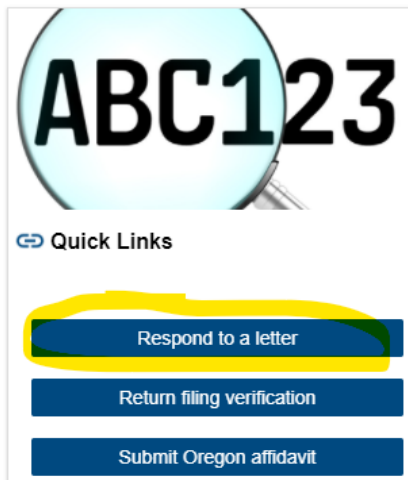 ABC123
Quick Links
Respond to a letter
Return filing verification
Submit Oregon affidavit